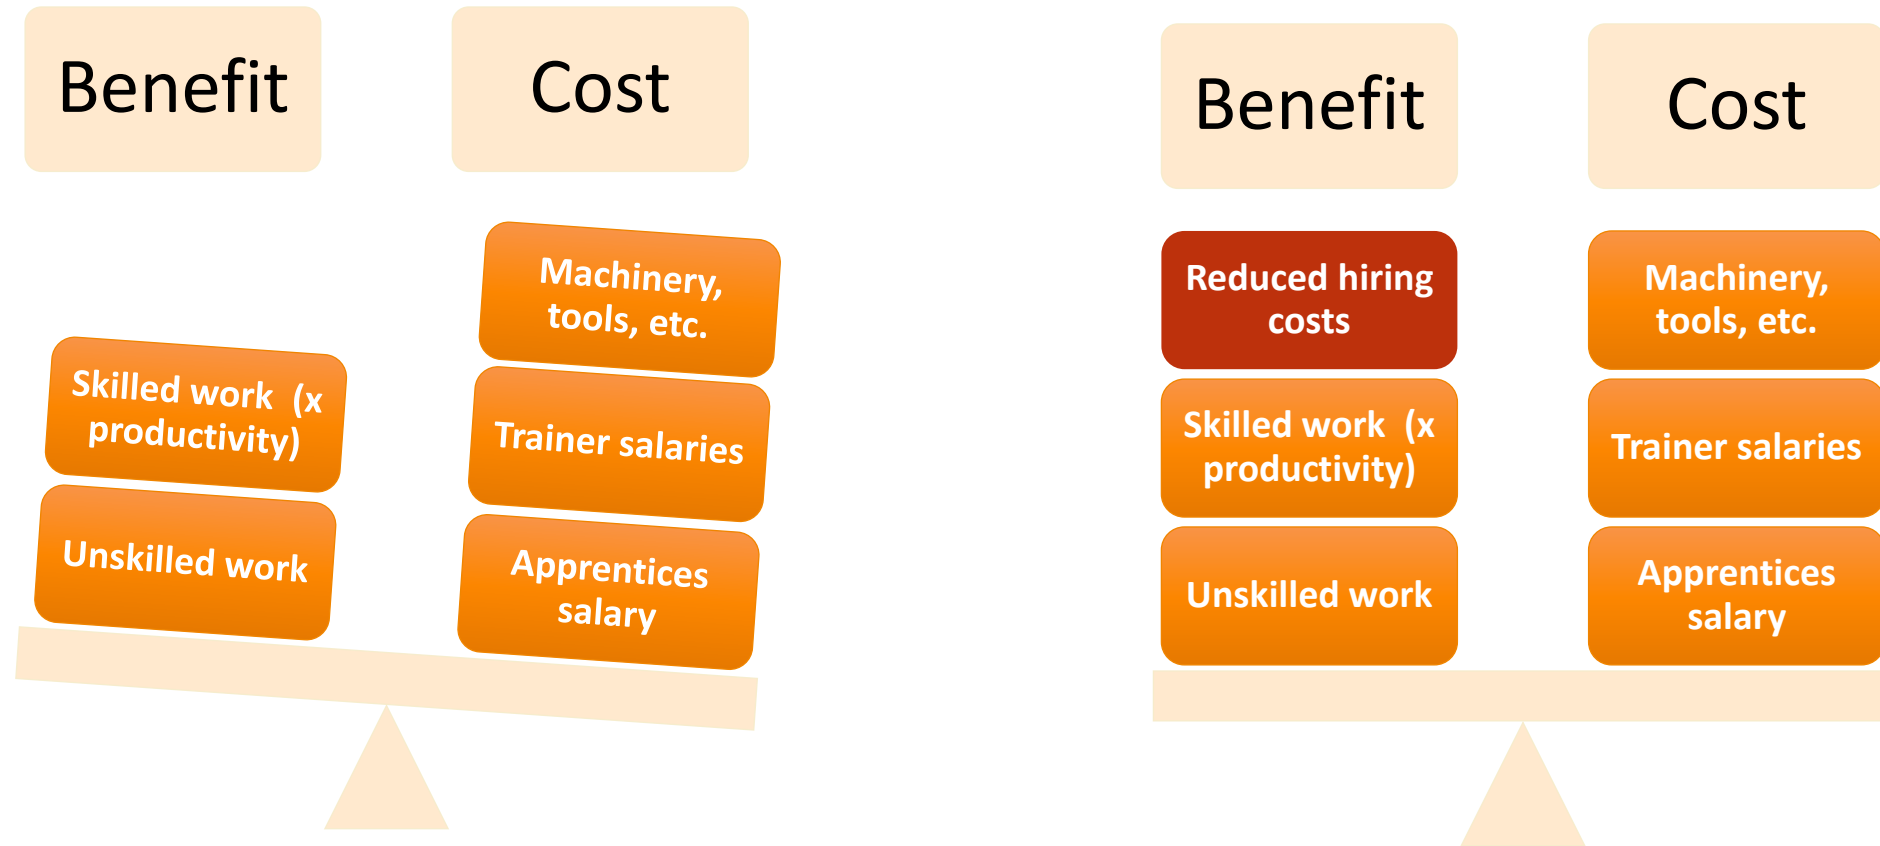 Benefit
Cost
Machinery,
tools, etc.
Skilled work  (x
productivity)
Trainer salaries
Unskilled work
Apprentices
salary
Benefit
Cost
Reduced hiring
costs
Machinery,
tools, etc.
Skilled work  (x
productivity)
Trainer salaries
Unskilled work
Apprentices
salary